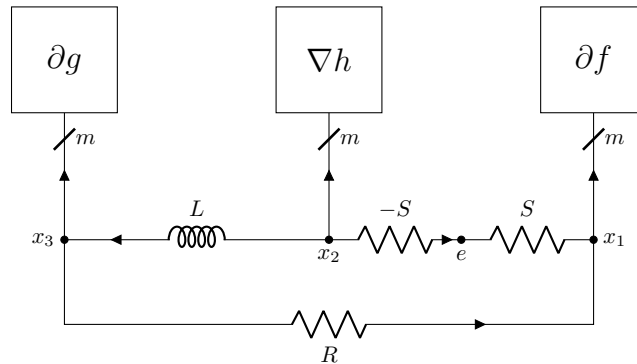 ∂g ∇h ∂f
m m m
L −S S
x₃ x₂ e x₁
R